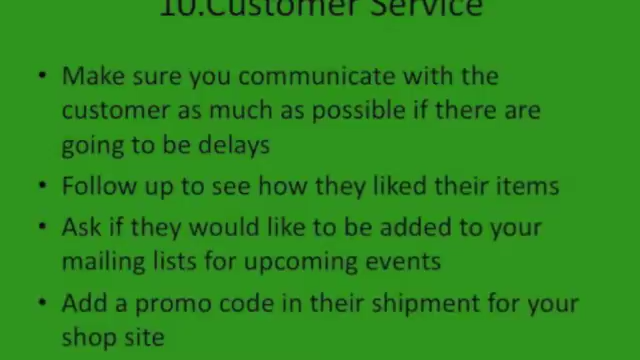 10.Customer Service
• Make sure you communicate with the
customer as much as possible if there are
going to be delays
• Follow up to see how they liked their items
• Ask if they would like to be added to your
mailing lists for upcoming events
• Add a promo code in their shipment for your
shop site